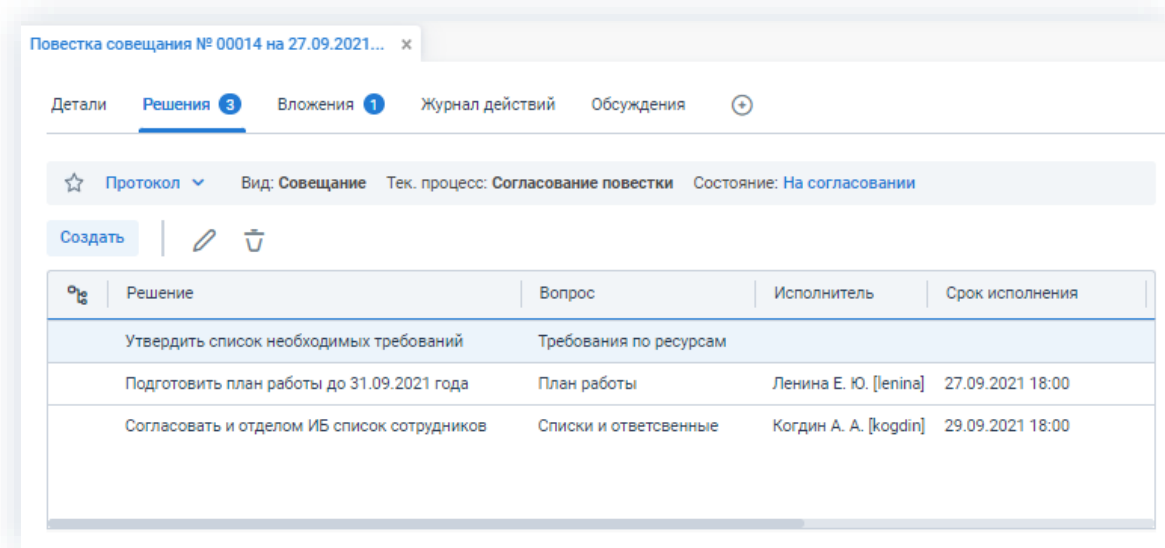 Повестка совещания № 00014 на 27.09.2021... ×
Детали Решения 3 Вложения 1 Журнал действий Обсуждения
Протокол Вид: Совещание Тек. процесс: Согласование повестки Состояние: На согласовании
Создать
Решение Вопрос Исполнитель Срок исполнения
Утвердить список необходимых требований Требования по ресурсам
Подготовить план работы до 31.09.2021 года План работы Ленина Е. Ю. [lenina] 27.09.2021 18:00
Согласовать и отделом ИБ список сотрудников Списки и ответсвенные Когдин А. А. [kogdin] 29.09.2021 18:00